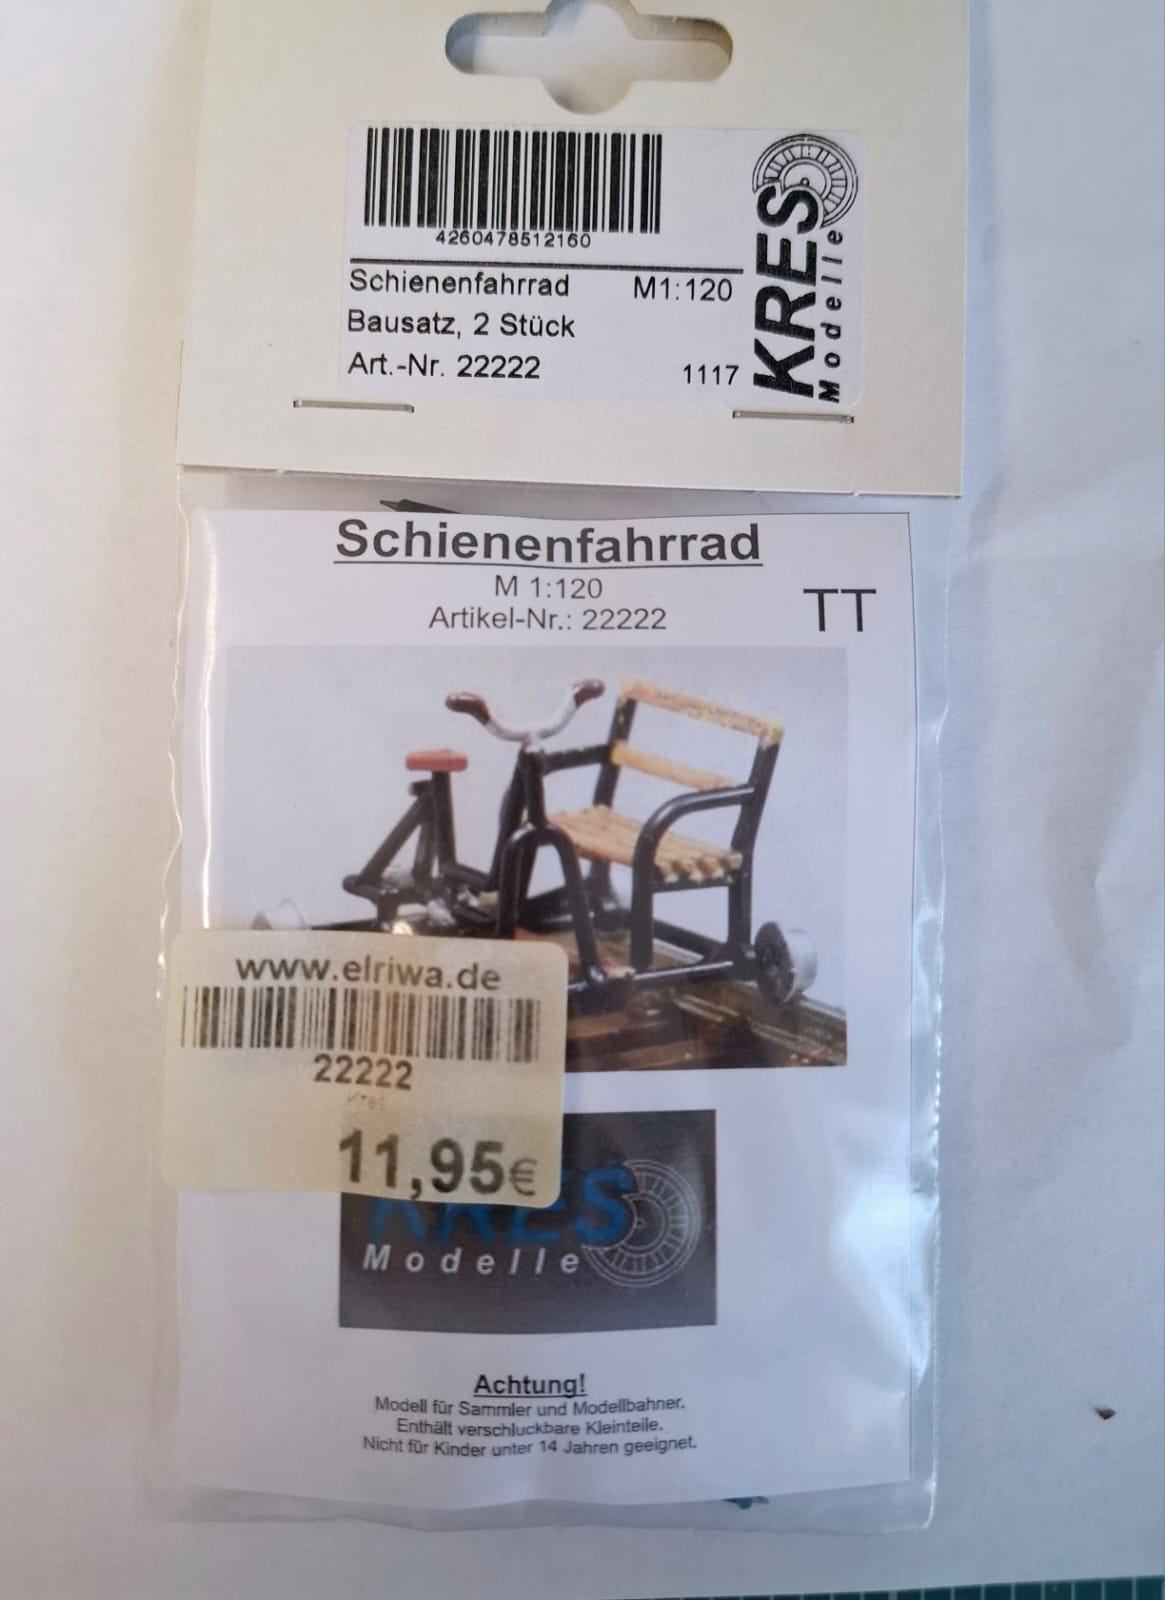 4260478512160
Schienenfahrrad M1:120
Bausatz, 2 Stück
Art.-Nr. 22222 1117
KRES
Modelle
Schienenfahrrad
M 1:120
Artikel-Nr.: 22222
TT
www.elriwa.de
22222
Kres
11,95€
KRES
Modelle
Achtung!
Modell für Sammler und Modellbahner.
Enthält verschluckbare Kleinteile.
Nicht für Kinder unter 14 Jahren geeignet.